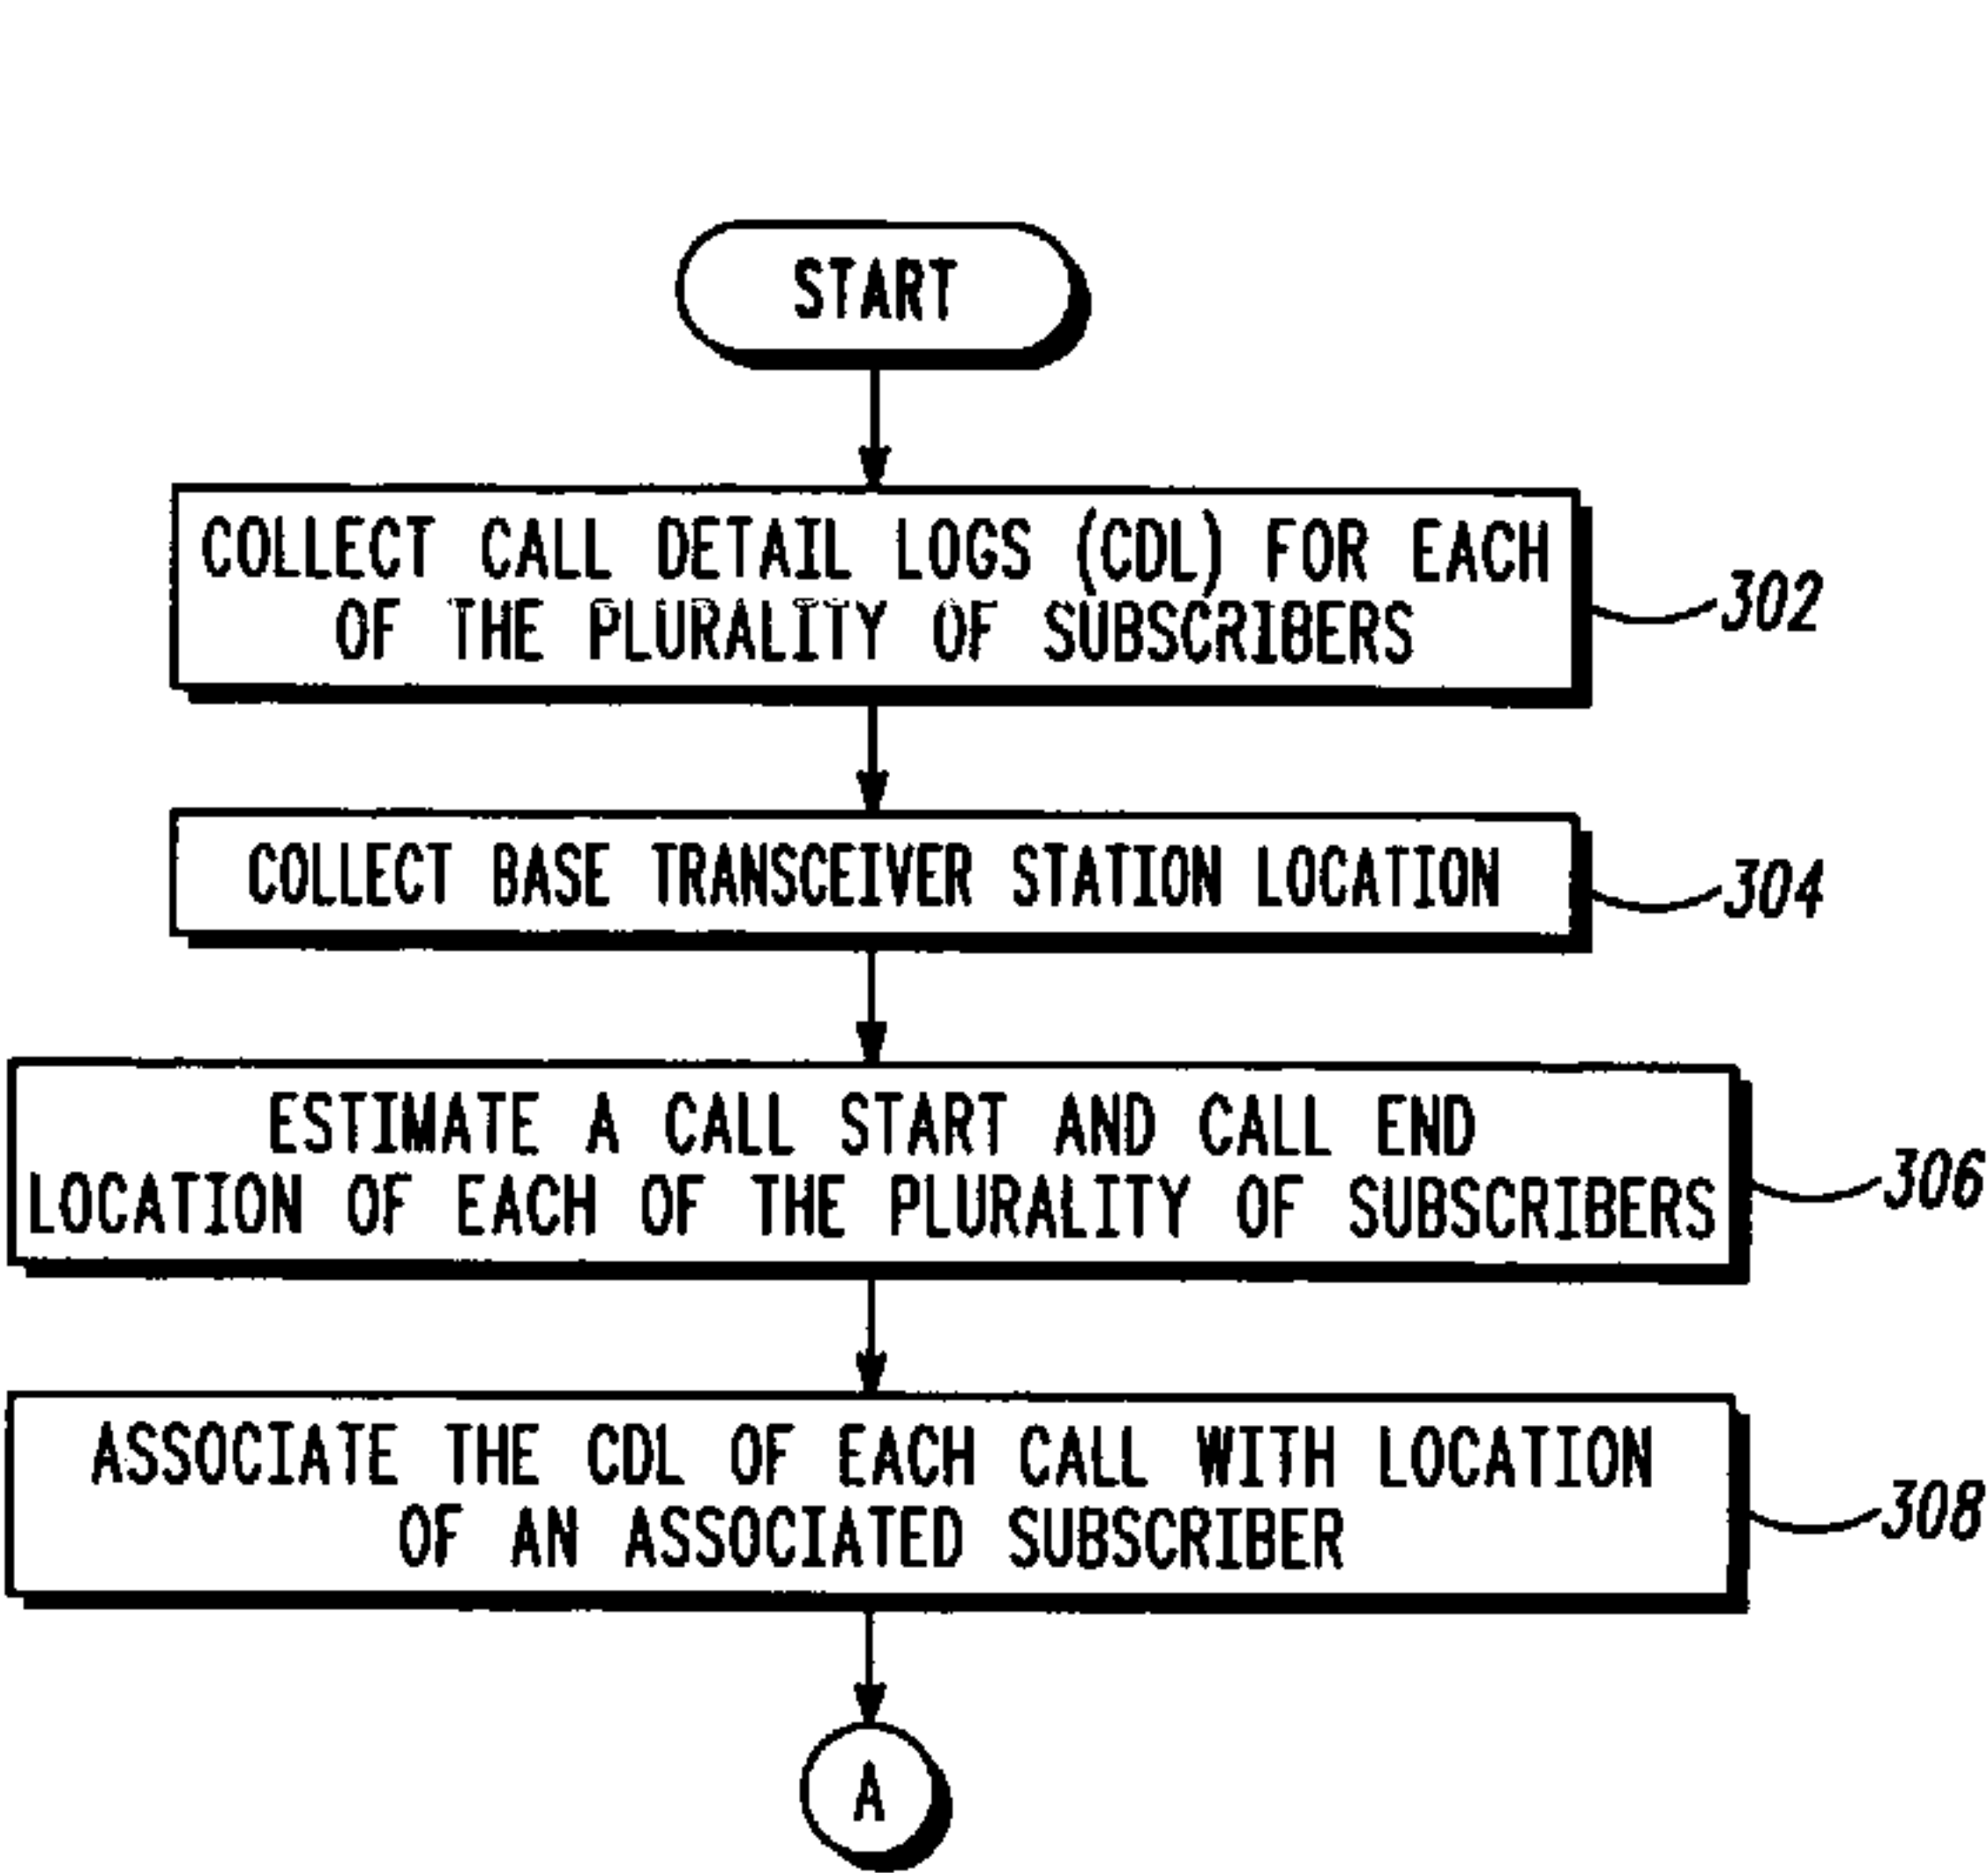 START
COLLECT CALL DETAIL LOGS (CDL) FOR EACH
OF THE PLURALITY OF SUBSCRIBERS
302
COLLECT BASE TRANSCEIVER STATION LOCATION
304
ESTIMATE A CALL START AND CALL END
LOCATION OF EACH OF THE PLURALITY OF SUBSCRIBERS
306
ASSOCIATE THE CDL OF EACH CALL WITH LOCATION
OF AN ASSOCIATED SUBSCRIBER
308
A